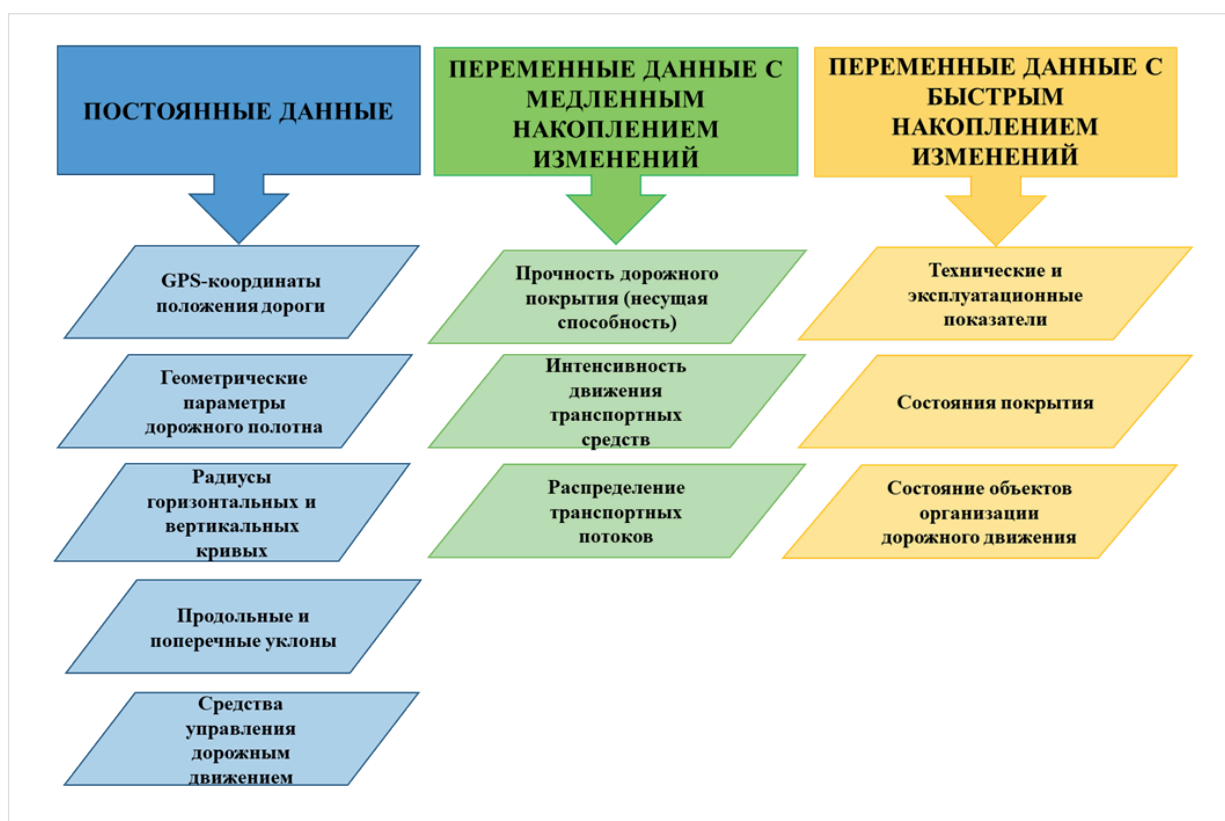 ПОСТОЯННЫЕ ДАННЫЕ
GPS-координаты
положения дороги
Геометрические
параметры
дорожного полотна
Радиусы
горизонтальных и
вертикальных
кривых
Продольные и
поперечные уклоны
Средства
управления
дорожным
движением
ПЕРЕМЕННЫЕ ДАННЫЕ С
МЕДЛЕННЫМ
НАКОПЛЕНИЕМ
ИЗМЕНЕНИЙ
Прочность дорожного
покрытия (несущая
способность)
Интенсивность
движения
транспортных
средств
Распределение
транспортных
потоков
ПЕРЕМЕННЫЕ ДАННЫЕ С
БЫСТРЫМ
НАКОПЛЕНИЕМ
ИЗМЕНЕНИЙ
Технические и
эксплуатационные
показатели
Состояния покрытия
Состояние объектов
организации
дорожного движения